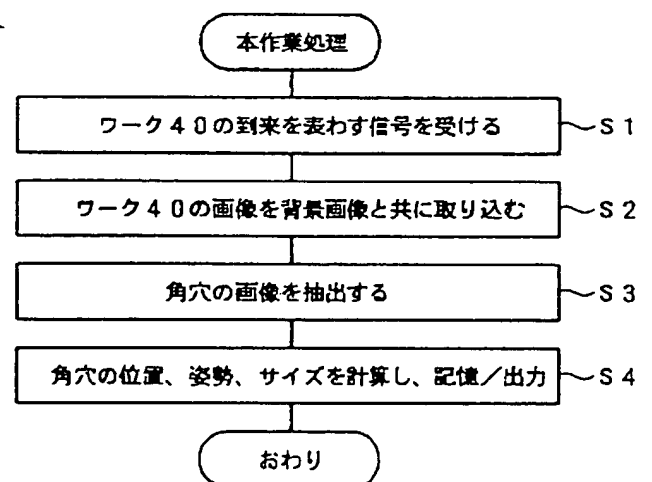 本作業処理
ワーク４０の到来を表わす信号を受ける ～Ｓ１
ワーク４０の画像を背景画像と共に取り込む ～Ｓ２
角穴の画像を抽出する ～Ｓ３
角穴の位置、姿勢、サイズを計算し、記憶／出力 ～Ｓ４
おわり